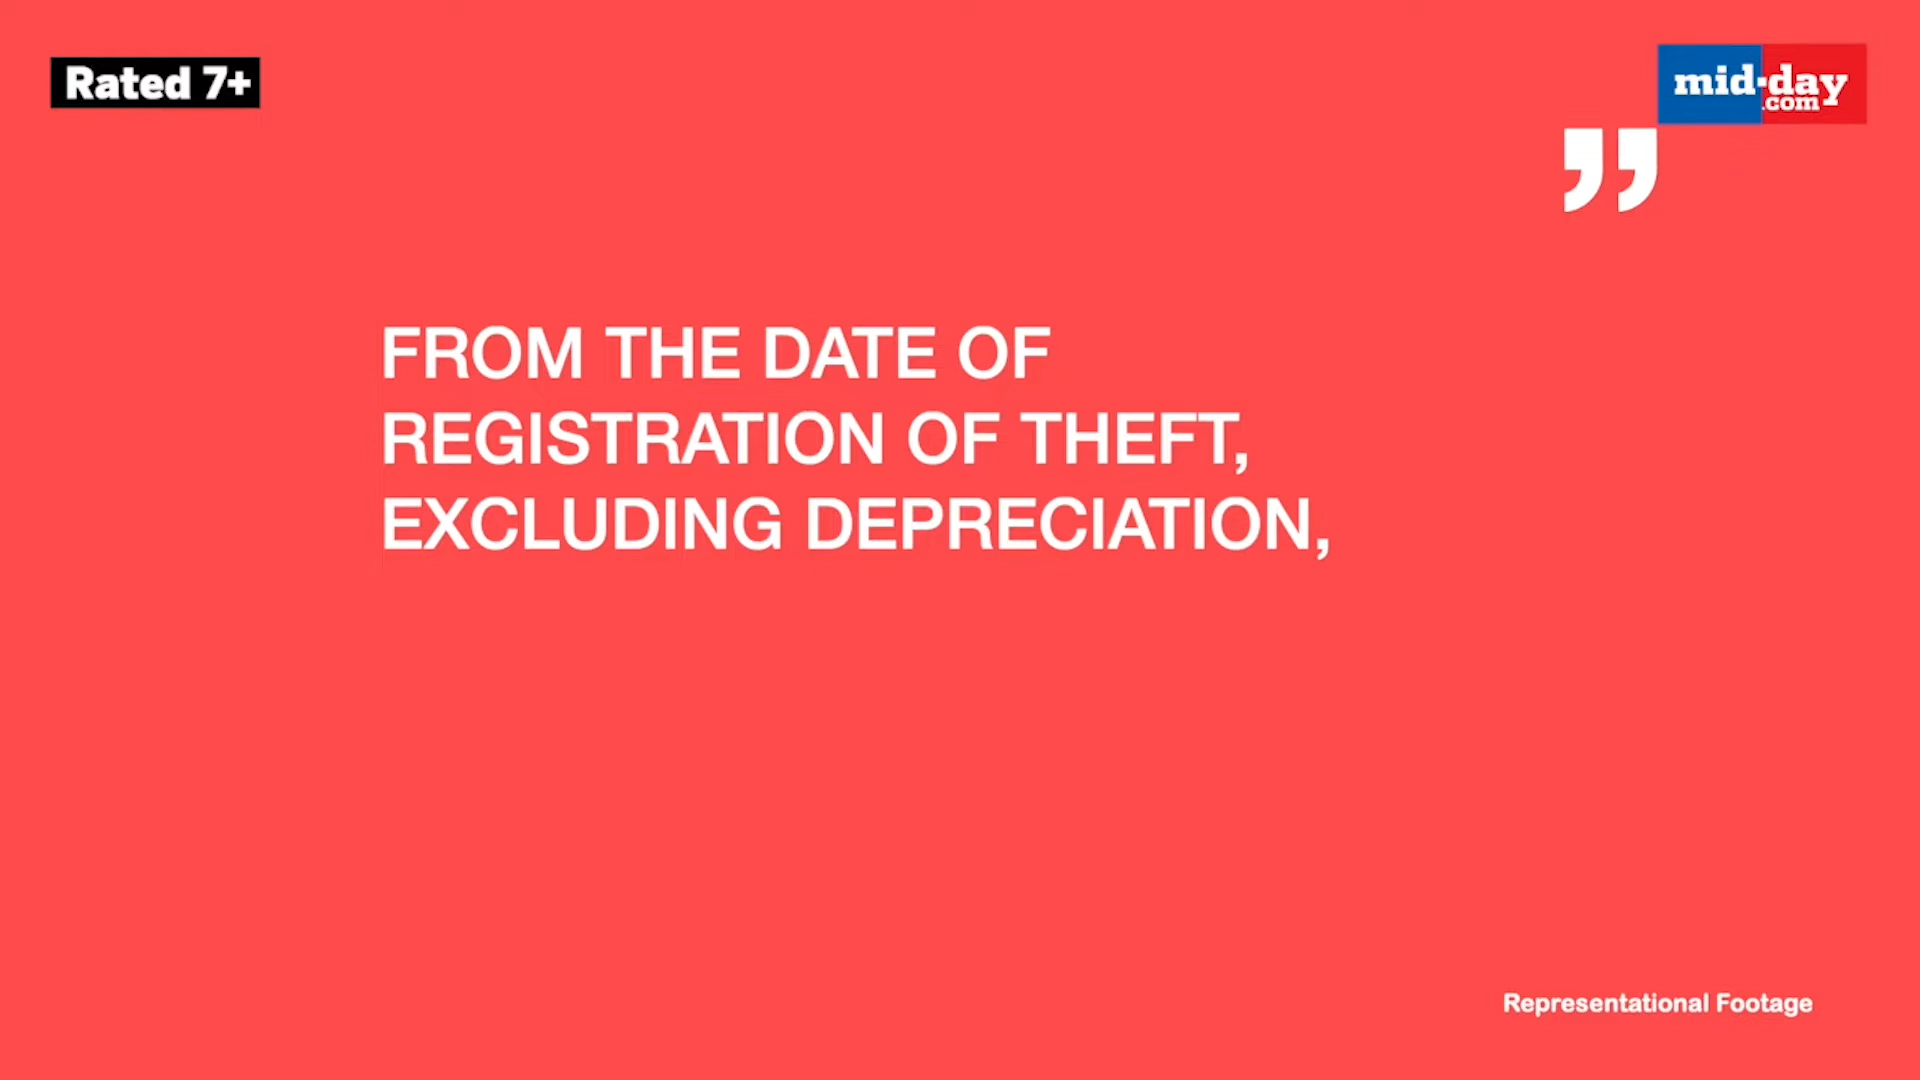 Rated 7+
mid-day
.com
”
FROM THE DATE OF
REGISTRATION OF THEFT,
EXCLUDING DEPRECIATION,
Representational Footage